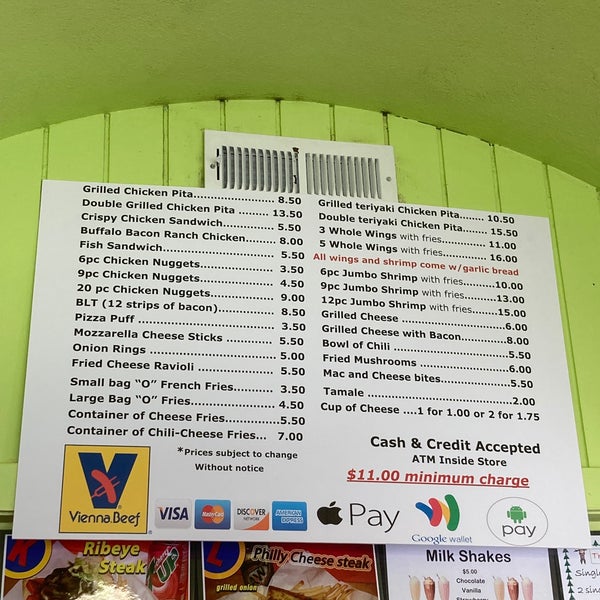 Grilled Chicken Pita................... 8.50
Double Grilled Chicken Pita ......... 13.50
Crispy Chicken Sandwich............ 5.50
Buffalo Bacon Ranch Chicken....... 8.00
Fish Sandwich......................... 5.50
6pc Chicken Nuggets................. 3.50
9pc Chicken Nuggets................. 4.50
20 pc Chicken Nuggets.............. 9.00
BLT (12 strips of bacon)............ 8.50
Pizza Puff .............................. 3.50
Mozzarella Cheese Sticks .......... 5.50
Onion Rings ........................... 5.00
Fried Cheese Ravioli ................. 5.50
Small bag "O" French Fries......... 3.50
Large Bag "O" Fries.................. 4.50
Container of Cheese Fries...........5.50
Container of Chili-Cheese Fries... 7.00
*Prices subject to change
Without notice
Grilled teriyaki Chicken Pita....... 10.50
Double teriyaki Chicken Pita....... 15.50
3 Whole Wings with fries............ 11.00
5 Whole Wings with fries............ 16.00
All wings and shrimp come w/garlic bread
6pc Jumbo Shrimp with fries........10.00
9pc Jumbo Shrimp with fries........13.00
12pc Jumbo Shrimp with fries......15.00
Grilled Cheese .........................6.00
Grilled Cheese with Bacon...........8.00
Bowl of Chili ............................5.50
Fried Mushrooms ......................6.00
Mac and Cheese bites.................5.50
Tamale ...................................2.00
Cup of Cheese ....1 for 1.00 or 2 for 1.75
Cash & Credit Accepted
ATM Inside Store
$11.00 minimum charge
V
Vienna Beef
VISA
MasterCard
DISCOVER
NETWORK
AMERICAN
EXPRESS
Pay
Google wallet
pay
K
Ribeye
steak
7UP
L
Philly Cheese steak
grilled onion
Milk Shakes
$5.00
Chocolate
Vanilla
Strawberry
Singl
2 sin